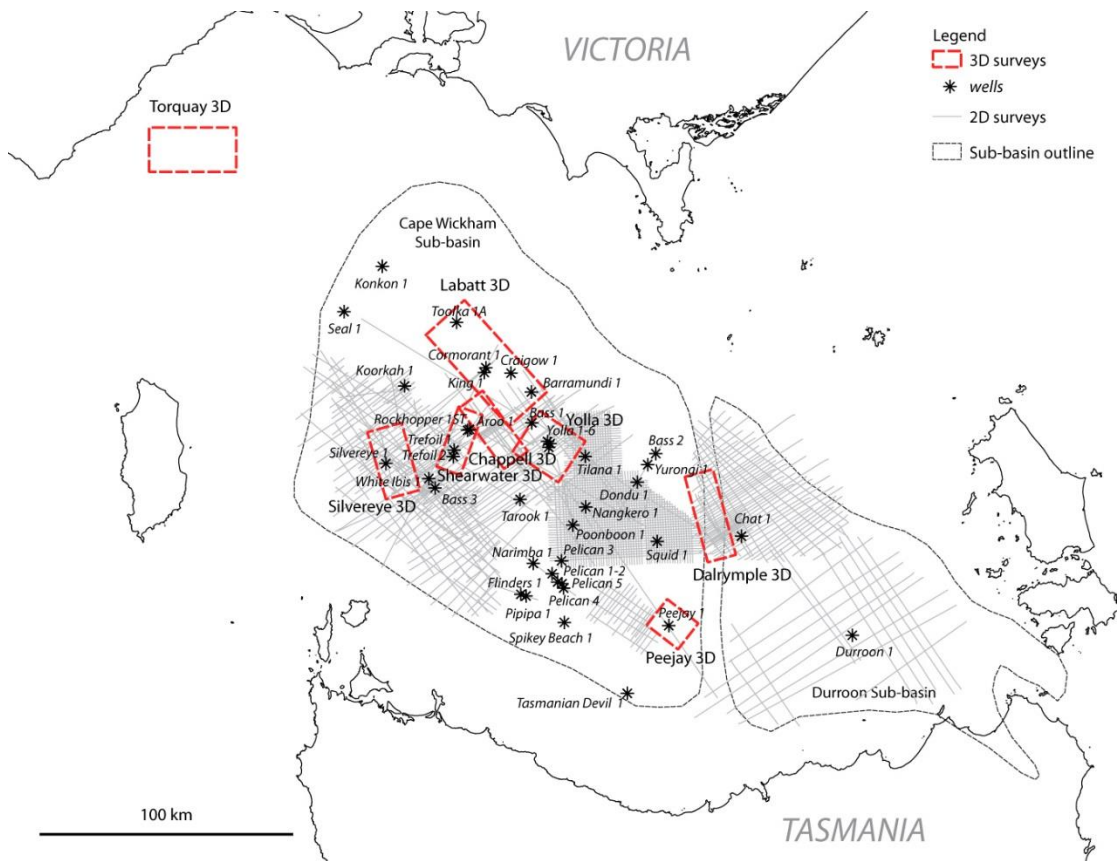 VICTORIA
Legend
3D surveys
wells
2D surveys
Sub-basin outline
Torquay 3D
Cape Wickham
Sub-basin
Konkon 1
Labatt 3D
Toolka 1A
Seal 1
Cormorant 1
Craigow 1
Koorkah 1
King 1
Barramundi 1
Rockhopper 1ST
Aroo 1
Bass 1
Yolla 3D
Yolla 1-6
Trefoil 1
Bass 2
Silvereye 1
Trefoil 2
Chappell 3D
Tilana 1
Yurongi 1
White Ibis 1
Shearwater 3D
Silvereye 3D
Bass 3
Dondu 1
Tarook 1
Nangkero 1
Chat 1
Poonboon 1
Squid 1
Narimba 1
Pelican 3
Dalrymple 3D
Pelican 1-2
Flinders 1
Pelican 5
Pelican 4
Pipipa 1
Peejay 1
Spikey Beach 1
Durroon 1
Peejay 3D
Durroon Sub-basin
Tasmanian Devil 1
100 km
TASMANIA